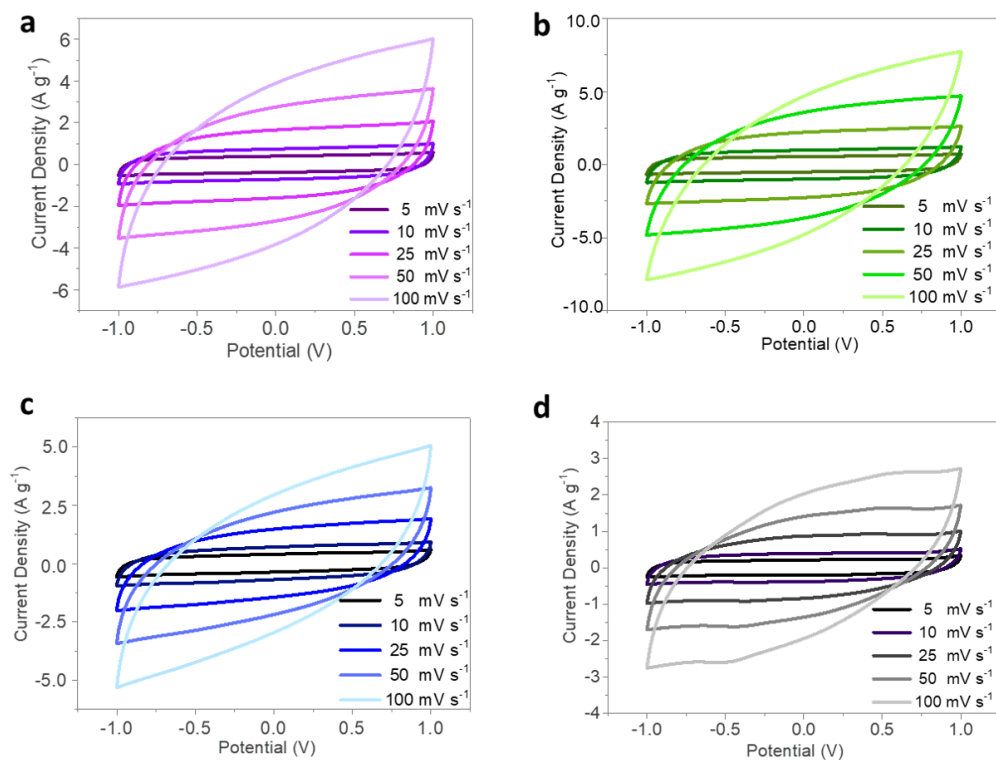 a
6
4
2
0
-2
-4
-6
Current Density (A g⁻¹)
5 mV s⁻¹
10 mV s⁻¹
25 mV s⁻¹
50 mV s⁻¹
100 mV s⁻¹
-1.0 -0.5 0.0 0.5 1.0
Potential (V)
b
10.0
5.0
0.0
-5.0
-10.0
Current Density (A g⁻¹)
5 mV s⁻¹
10 mV s⁻¹
25 mV s⁻¹
50 mV s⁻¹
100 mV s⁻¹
-1.0 -0.5 0.0 0.5 1.0
Potential (V)
c
5.0
2.5
0.0
-2.5
-5.0
Current Density (A g⁻¹)
5 mV s⁻¹
10 mV s⁻¹
25 mV s⁻¹
50 mV s⁻¹
100 mV s⁻¹
-1.0 -0.5 0.0 0.5 1.0
Potential (V)
d
4
3
2
1
0
-1
-2
-3
-4
Current Density (A g⁻¹)
5 mV s⁻¹
10 mV s⁻¹
25 mV s⁻¹
50 mV s⁻¹
100 mV s⁻¹
-1.0 -0.5 0.0 0.5 1.0
Potential (V)